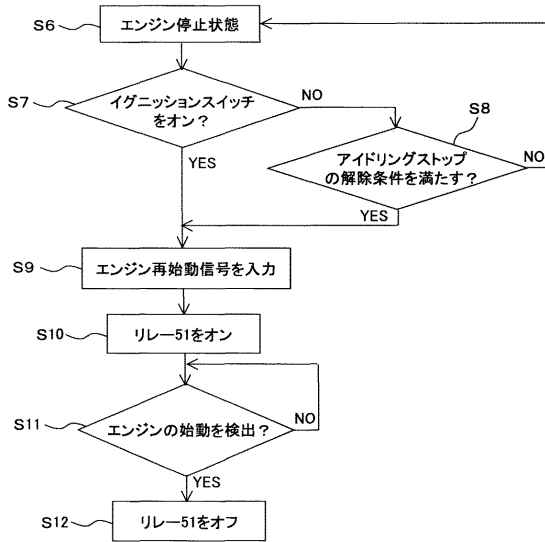 S6
エンジン停止状態
S7
イグニッションスイッチ
をオン？
NO
S8
アイドリングストップ
の解除条件を満たす？
NO
YES
YES
S9
エンジン再始動信号を入力
S10
リレー51をオン
S11
エンジンの始動を検出？
NO
YES
S12
リレー51をオフ